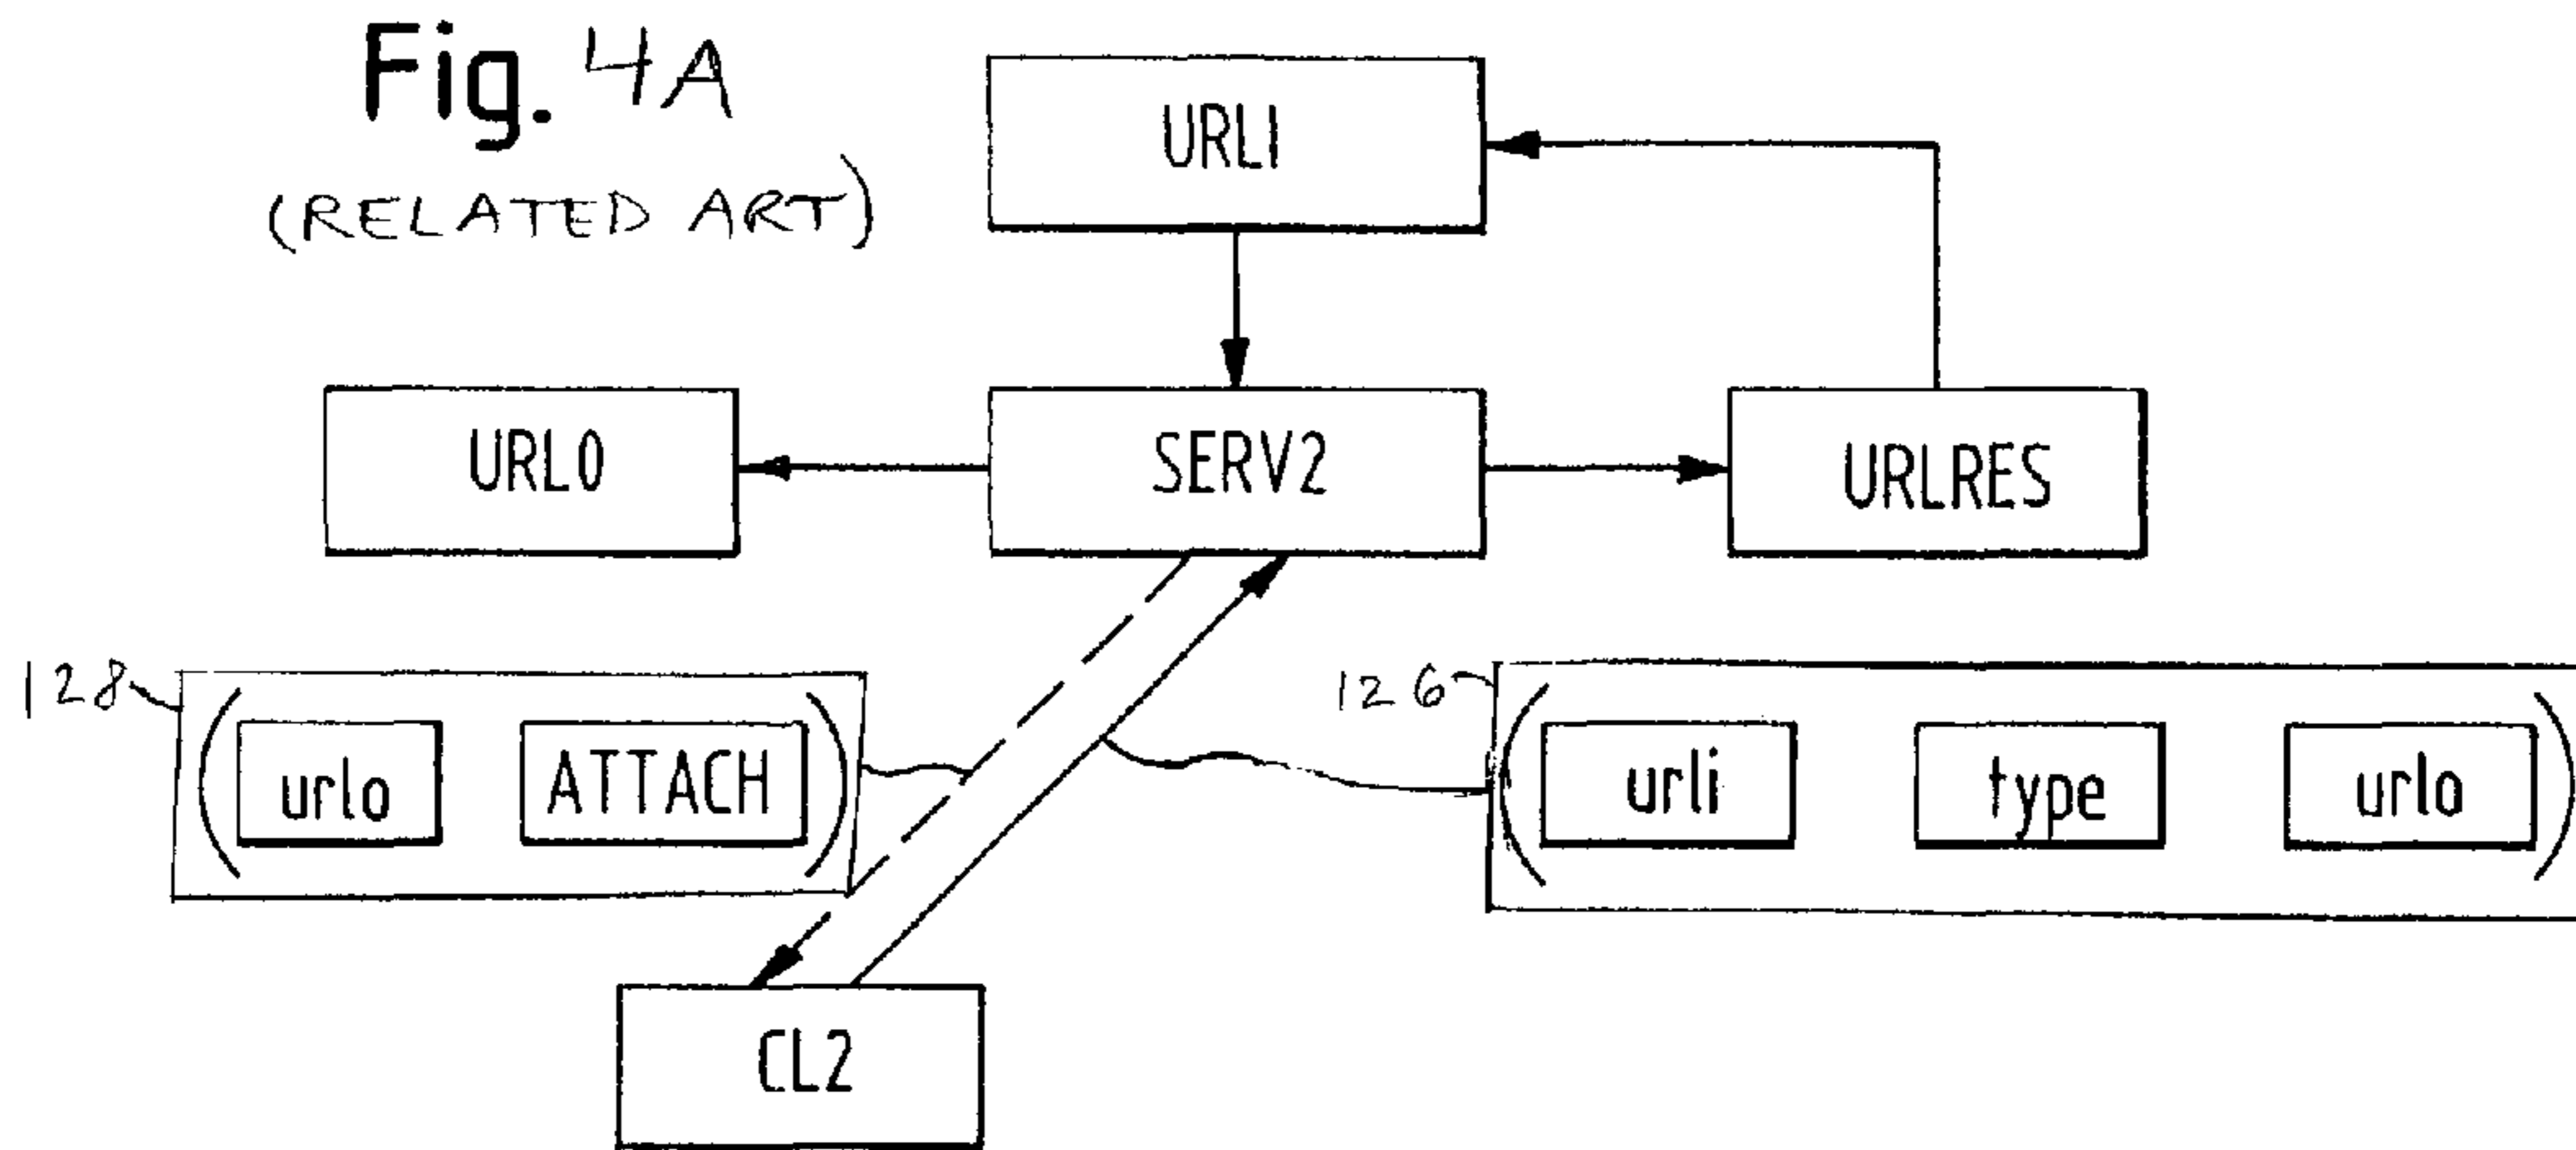 Fig. 4A
(RELATED ART)
URLI
URLO
SERV2
URLRES
128
(urlo ATTACH)
126
(urli type urlo)
CL2